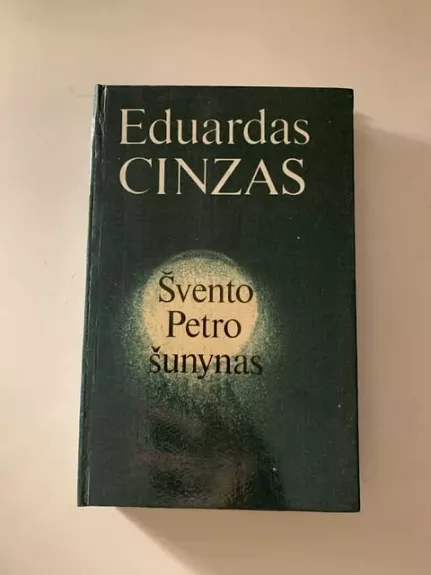 Eduardas
CINZAS
Švento
Petro
šunynas